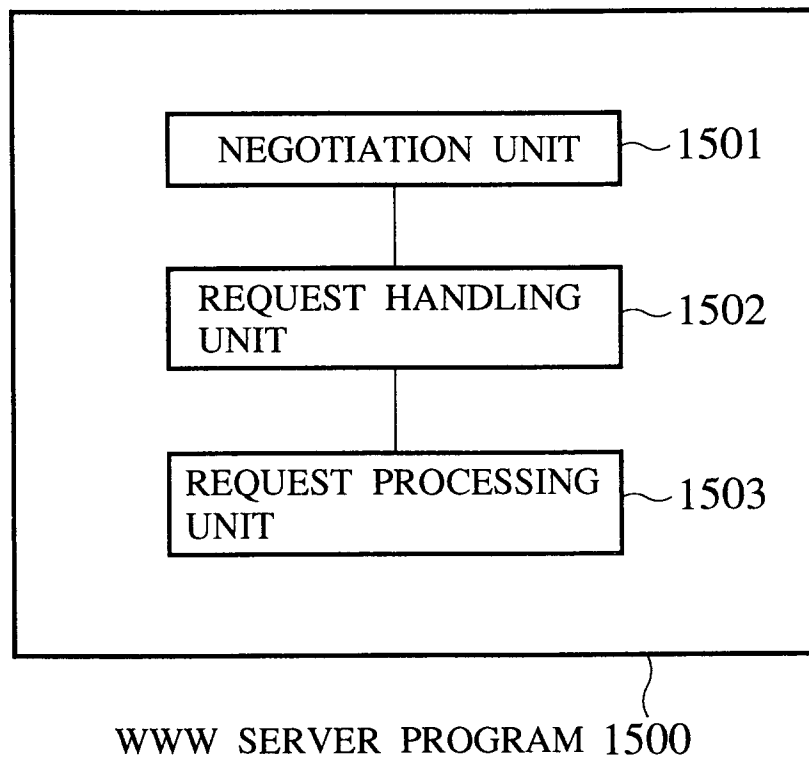 NEGOTIATION UNIT 1501
REQUEST HANDLING
UNIT
1502
REQUEST PROCESSING
UNIT
1503
WWW SERVER PROGRAM 1500